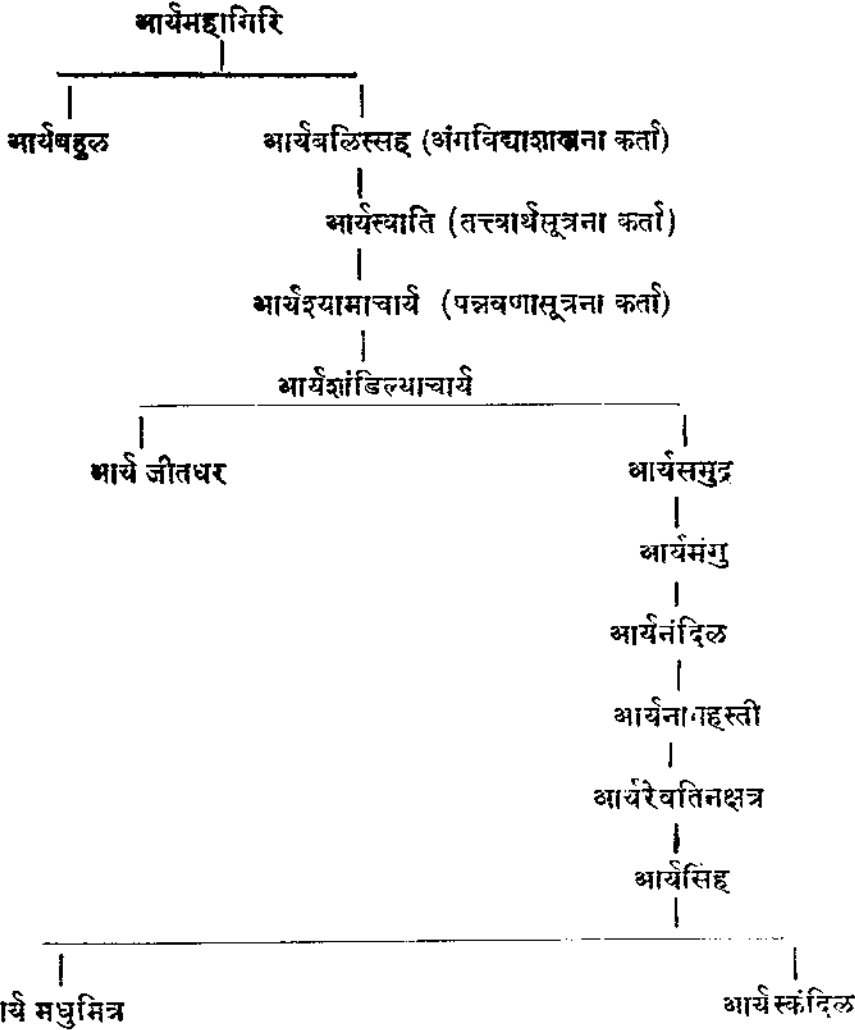 आर्यमहागिरि
आर्यबहुल आर्यबलिस्सह (अंगविद्याशास्त्रना कर्ता)
आर्यस्वाति (तत्त्वार्थसूत्रना कर्ता)
आर्यश्यामाचार्य (पन्नवणासूत्रना कर्ता)
आर्यशांडिल्याचार्य
आर्य जीतधर आर्यसमुद्र
आर्यमंगु
आर्यनंदिल
आर्यनागहस्ती
आर्यरेवतिनक्षत्र
आर्यसिंह
र्य मधुमित्र आर्यस्कंदिल